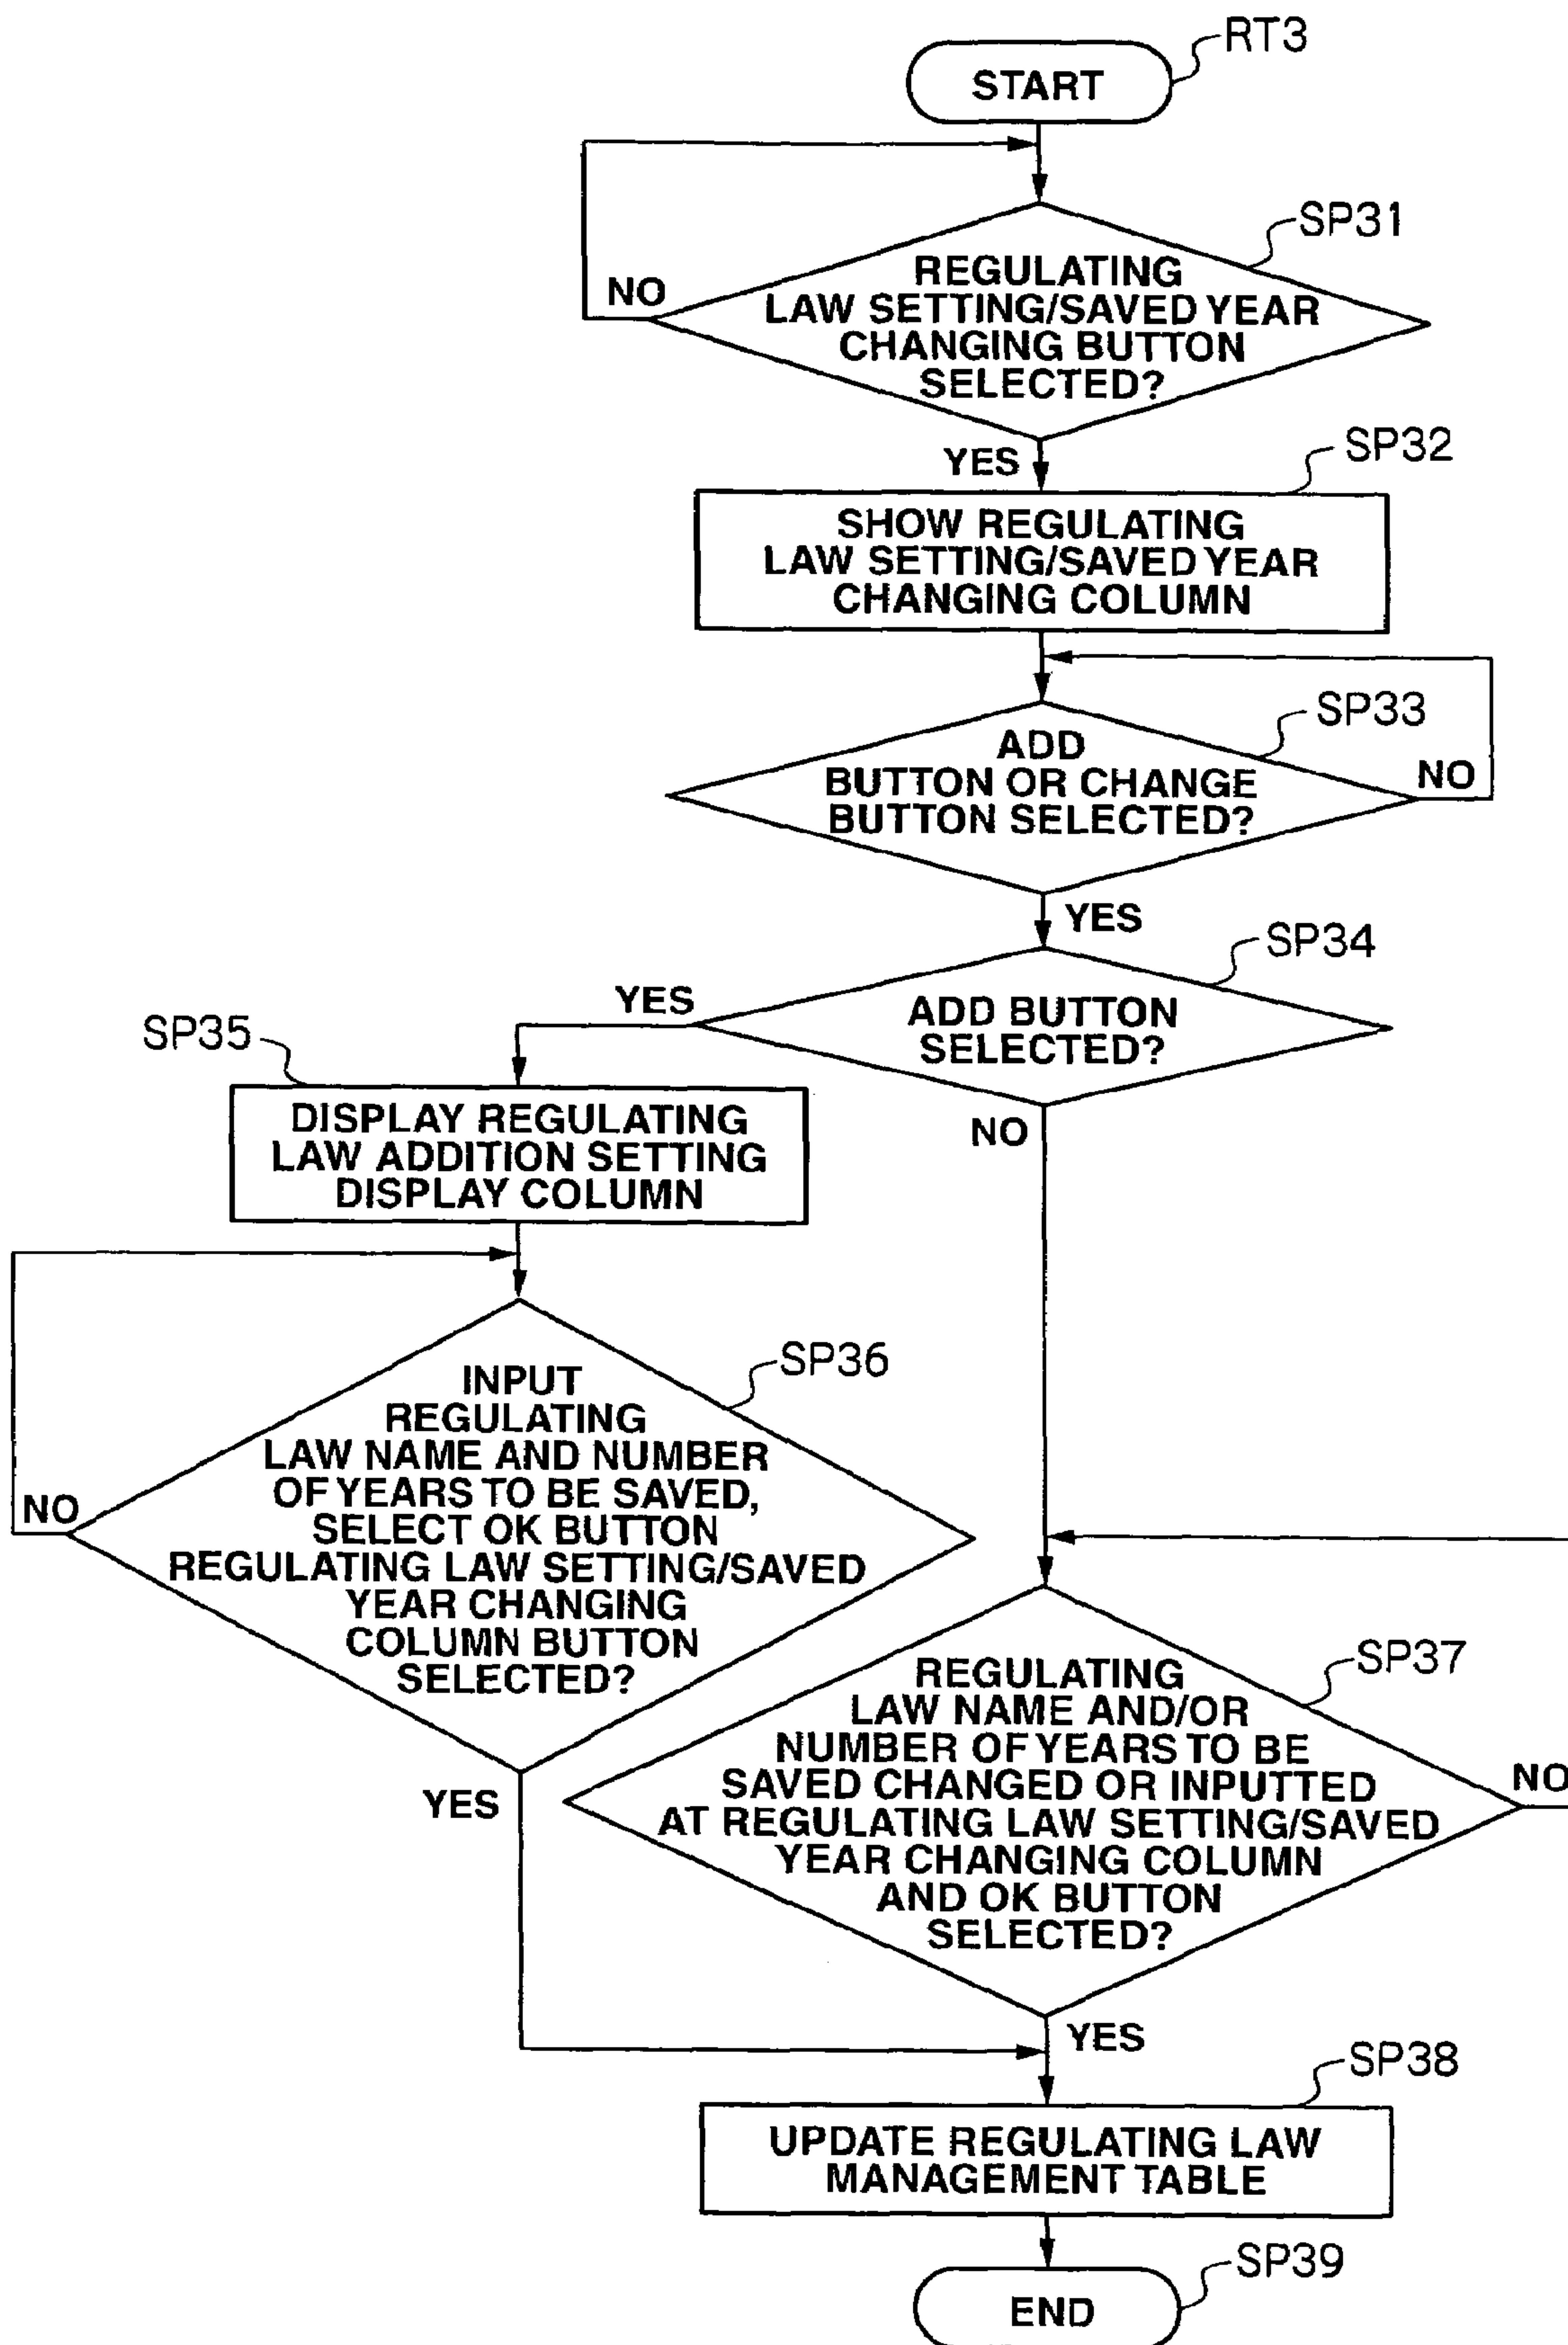 RT3
START
SP31
NO
REGULATING
LAW SETTING/SAVED YEAR
CHANGING BUTTON
SELECTED?
YES
SP32
SHOW REGULATING
LAW SETTING/SAVED YEAR
CHANGING COLUMN
SP33
ADD
BUTTON OR CHANGE
BUTTON SELECTED?
NO
YES
SP34
YES
ADD BUTTON
SELECTED?
SP35
DISPLAY REGULATING
LAW ADDITION SETTING
DISPLAY COLUMN
NO
SP36
INPUT
REGULATING
LAW NAME AND NUMBER
OF YEARS TO BE SAVED,
SELECT OK BUTTON
REGULATING LAW SETTING/SAVED
YEAR CHANGING
COLUMN BUTTON
SELECTED?
NO
YES
SP37
REGULATING
LAW NAME AND/OR
NUMBER OF YEARS TO BE
SAVED CHANGED OR INPUTTED
AT REGULATING LAW SETTING/SAVED
YEAR CHANGING COLUMN
AND OK BUTTON
SELECTED?
NO
YES
SP38
UPDATE REGULATING LAW
MANAGEMENT TABLE
SP39
END